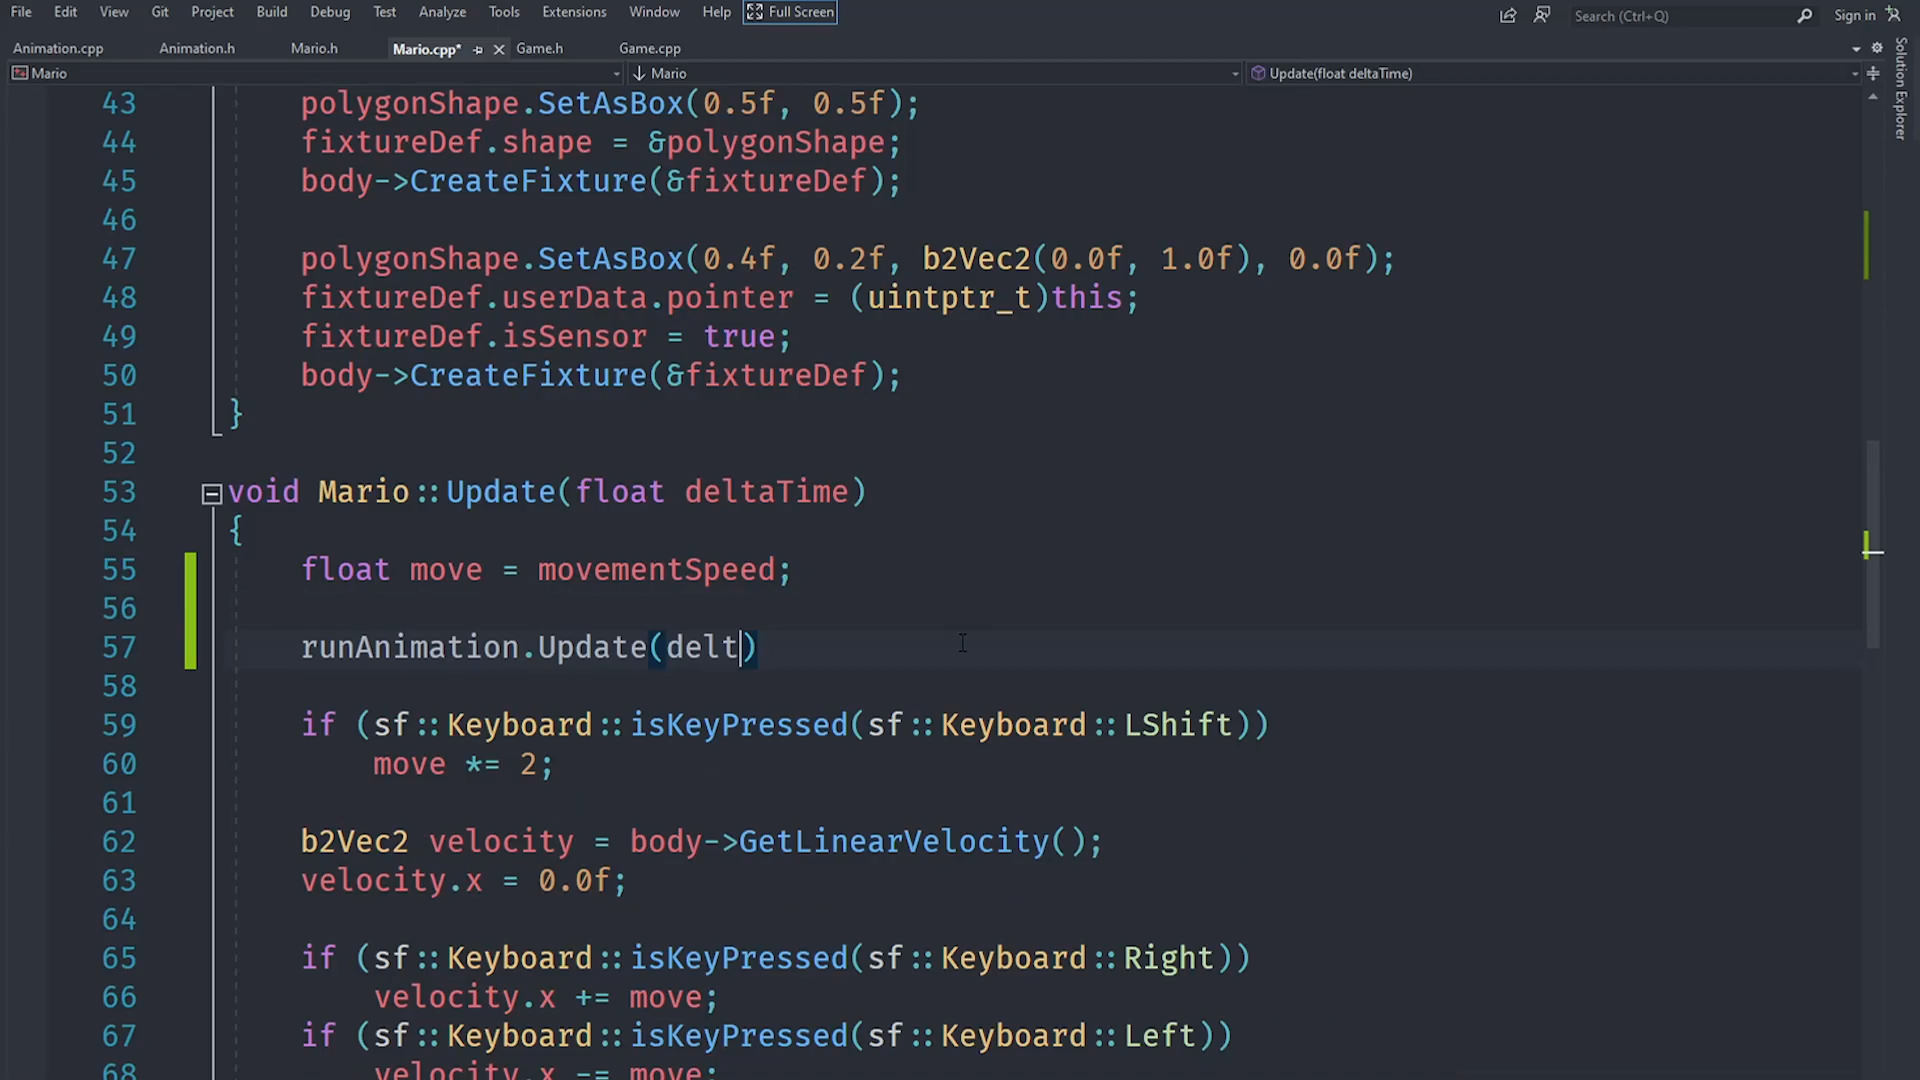 File Edit View Git Project Build Debug Test Analyze Tools Extensions Window Help Full Screen Search (Ctrl+Q) Sign in
Animation.cpp Animation.h Mario.h Mario.cpp* Game.h Game.cpp
Mario Mario Update(float deltaTime)
Solution Explorer
43 polygonShape.SetAsBox(0.5f, 0.5f);
44 fixtureDef.shape = &polygonShape;
45 body->CreateFixture(&fixtureDef);
46
47 polygonShape.SetAsBox(0.4f, 0.2f, b2Vec2(0.0f, 1.0f), 0.0f);
48 fixtureDef.userData.pointer = (uintptr_t)this;
49 fixtureDef.isSensor = true;
50 body->CreateFixture(&fixtureDef);
51 }
52
53 void Mario::Update(float deltaTime)
54 {
55 float move = movementSpeed;
56
57 runAnimation.Update(delt)
58
59 if (sf::Keyboard::isKeyPressed(sf::Keyboard::LShift))
60 move *= 2;
61
62 b2Vec2 velocity = body->GetLinearVelocity();
63 velocity.x = 0.0f;
64
65 if (sf::Keyboard::isKeyPressed(sf::Keyboard::Right))
66 velocity.x += move;
67 if (sf::Keyboard::isKeyPressed(sf::Keyboard::Left))
68 velocity.x -= move;